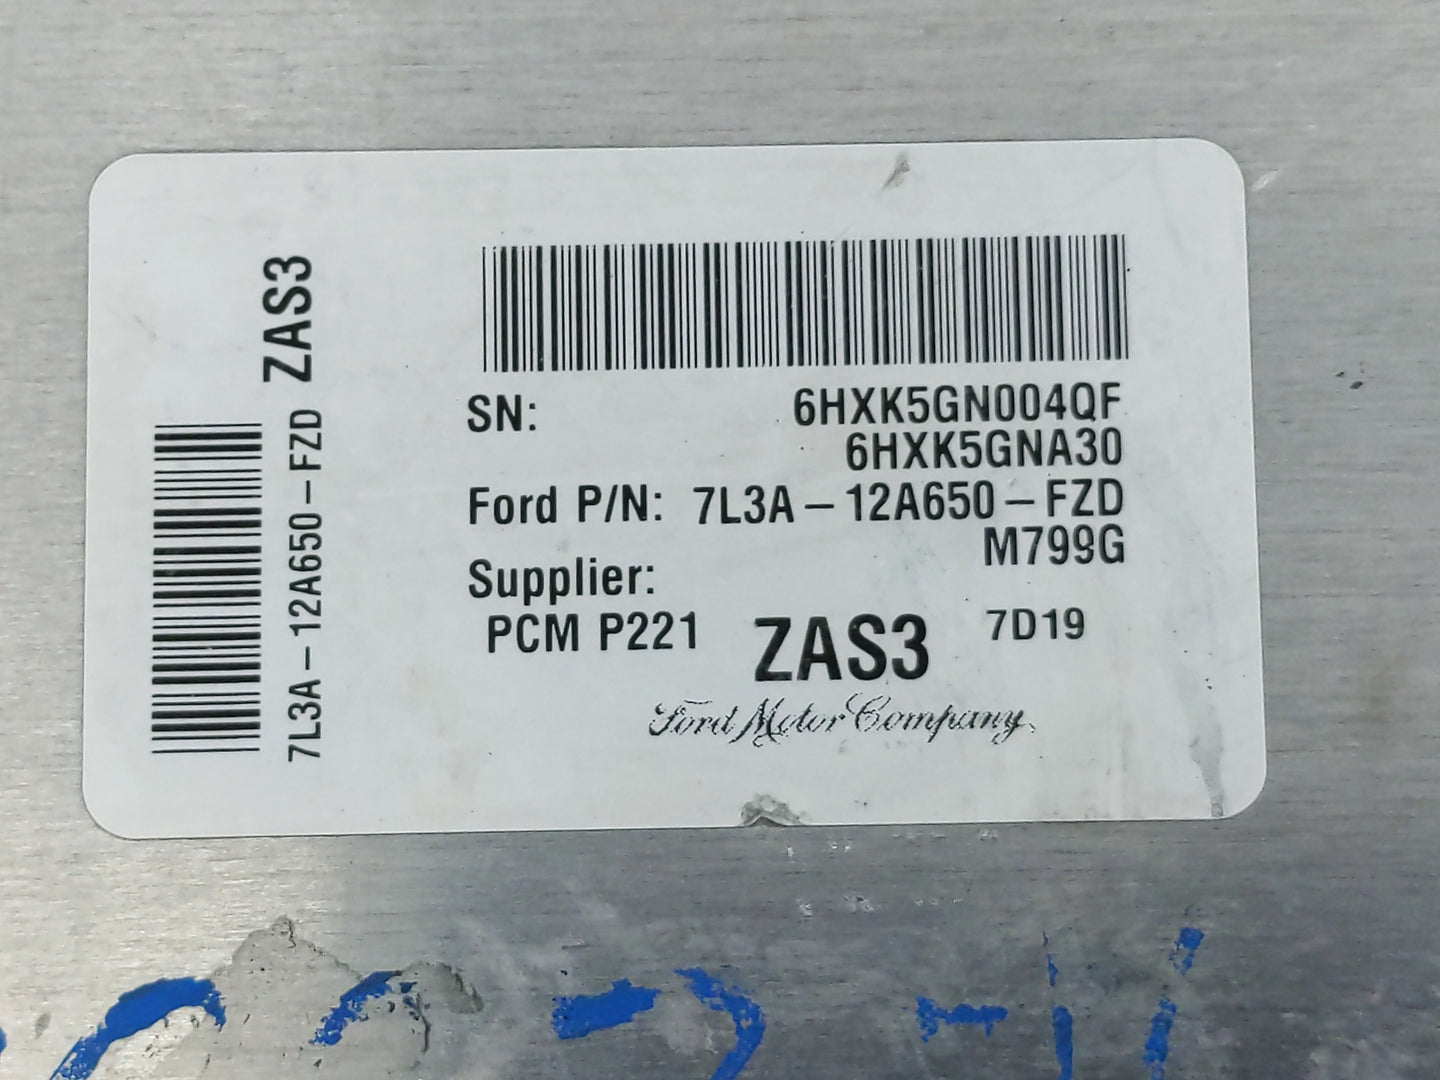 7L3A-12A650-FZD ZAS3
SN: 6HXK5GN004QF
6HXK5GNA30
Ford P/N: 7L3A-12A650-FZD
M799G
Supplier:
PCM P221 ZAS3 7D19
Ford Motor Company,